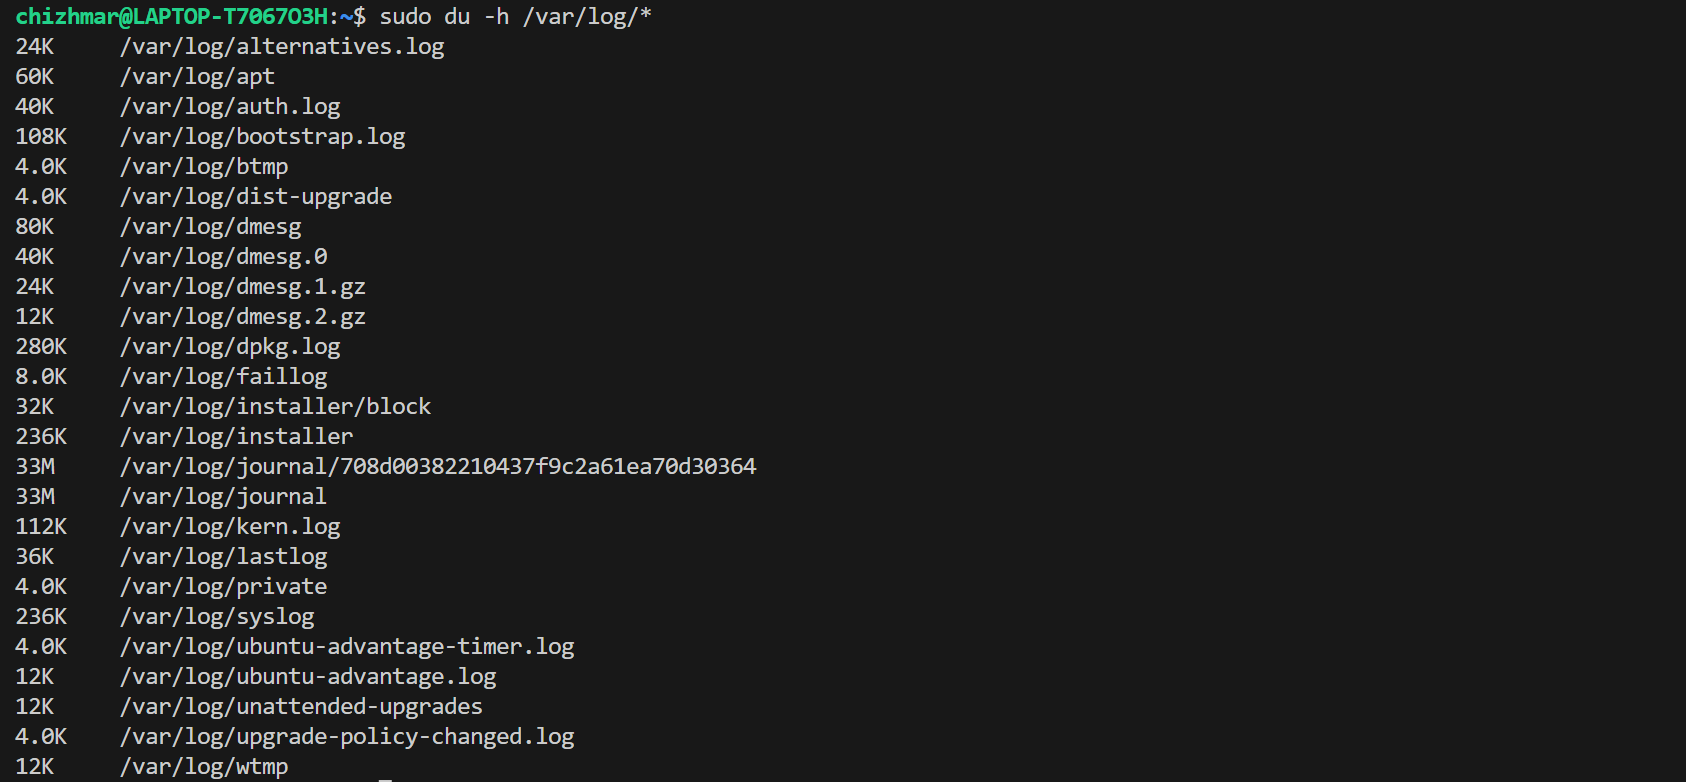 chizhmar@LAPTOP-T7067O3H:~$ sudo du -h /var/log/*
24K /var/log/alternatives.log
60K /var/log/apt
40K /var/log/auth.log
108K /var/log/bootstrap.log
4.0K /var/log/btmp
4.0K /var/log/dist-upgrade
80K /var/log/dmesg
40K /var/log/dmesg.0
24K /var/log/dmesg.1.gz
12K /var/log/dmesg.2.gz
280K /var/log/dpkg.log
8.0K /var/log/faillog
32K /var/log/installer/block
236K /var/log/installer
33M /var/log/journal/708d00382210437f9c2a61ea70d30364
33M /var/log/journal
112K /var/log/kern.log
36K /var/log/lastlog
4.0K /var/log/private
236K /var/log/syslog
4.0K /var/log/ubuntu-advantage-timer.log
12K /var/log/ubuntu-advantage.log
12K /var/log/unattended-upgrades
4.0K /var/log/upgrade-policy-changed.log
12K /var/log/wtmp